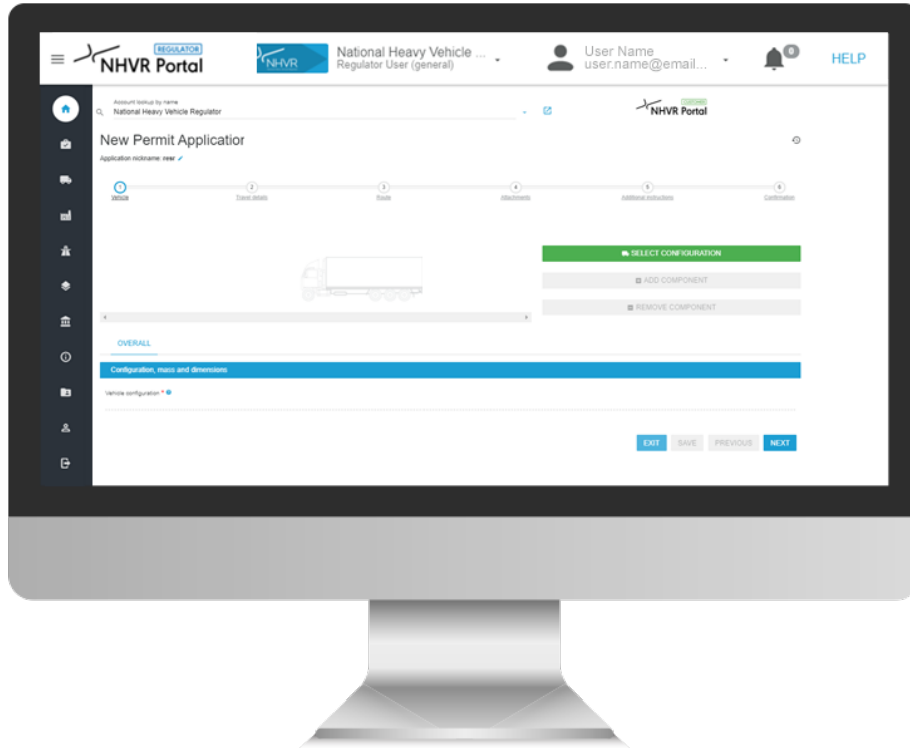 REGULATOR
NHVR Portal
NHVR
National Heavy Vehicle ...
Regulator User (general)
User Name
user.name@email...
0
HELP
Account lookup by name
National Heavy Vehicle Regulator
CUSTOMER
NHVR Portal
New Permit Applicatior
Application nickname:
1
2
3
4
5
6
Vehicle
Travel details
Route
Attachments
Additional instructions
Confirmation
SELECT CONFIGURATION
ADD COMPONENT
REMOVE COMPONENT
OVERALL
Configuration, mass and dimensions
Vehicle configuration *
EXIT
SAVE
PREVIOUS
NEXT